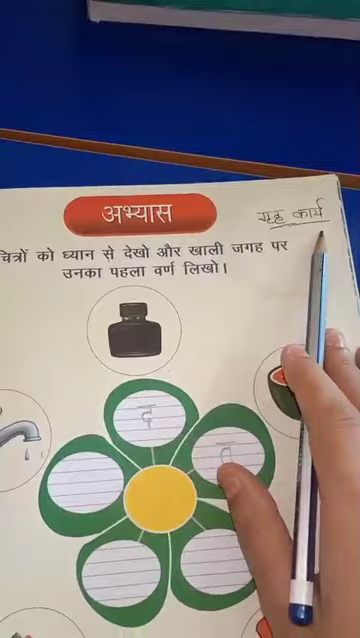 अभ्यास
गृह कार्य
चित्रों को ध्यान से देखो और खाली जगह पर
उनका पहला वर्ण लिखो।
द
त